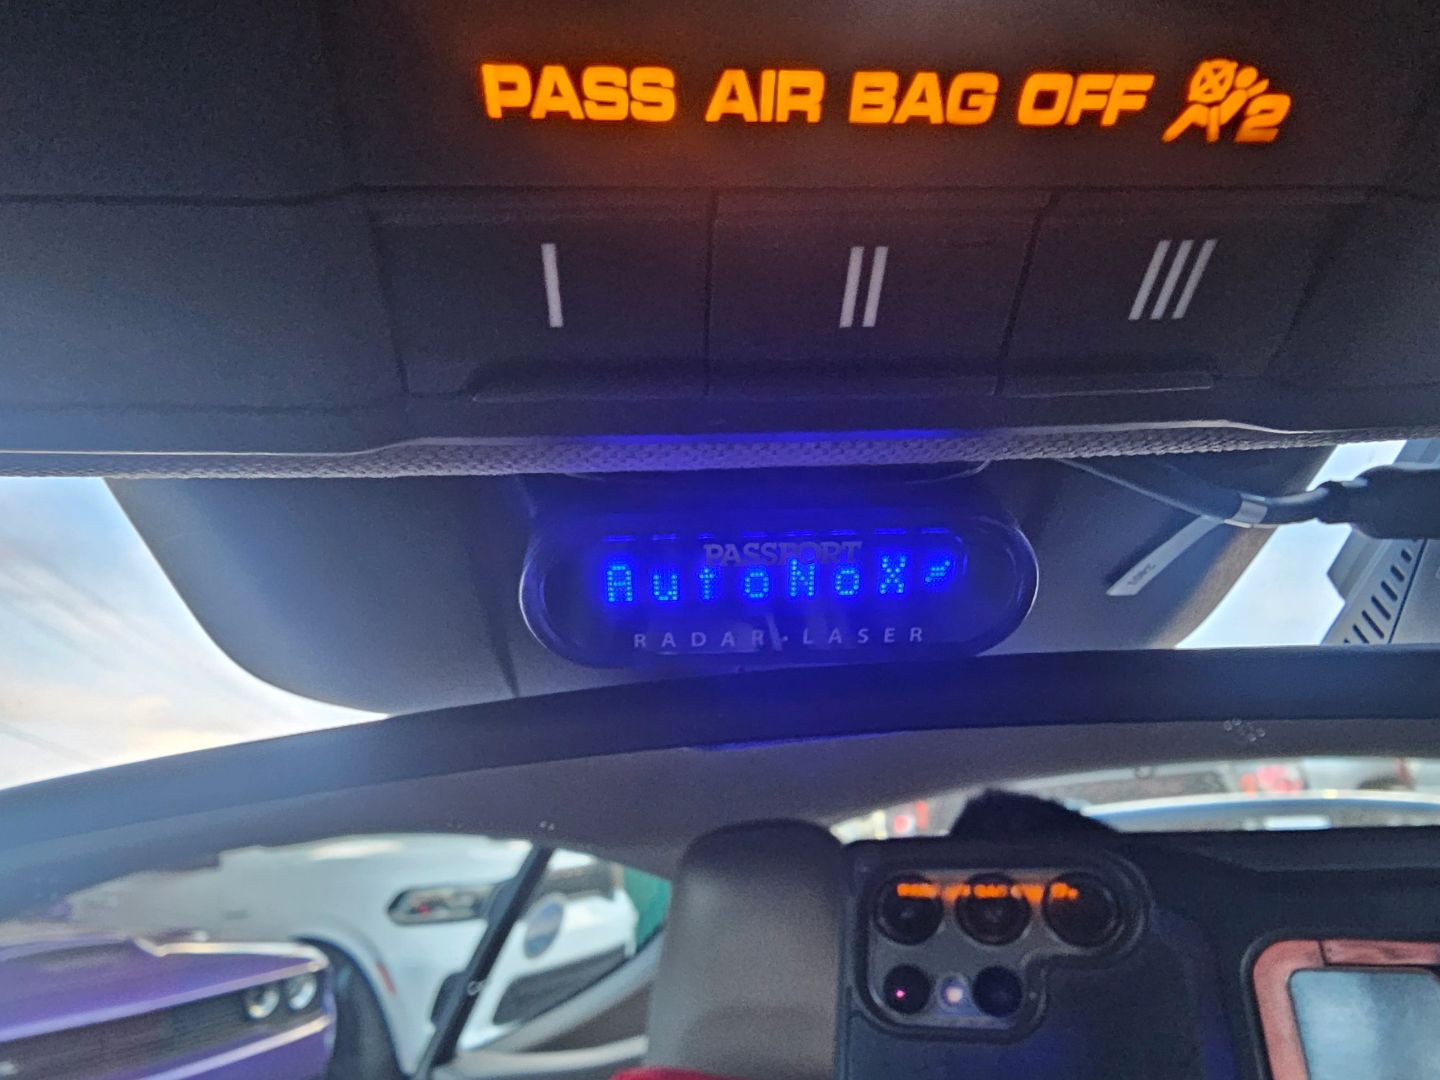 PASS AIR BAG OFF 2
PASSPORT
AutoNoX
RADAR·LASER